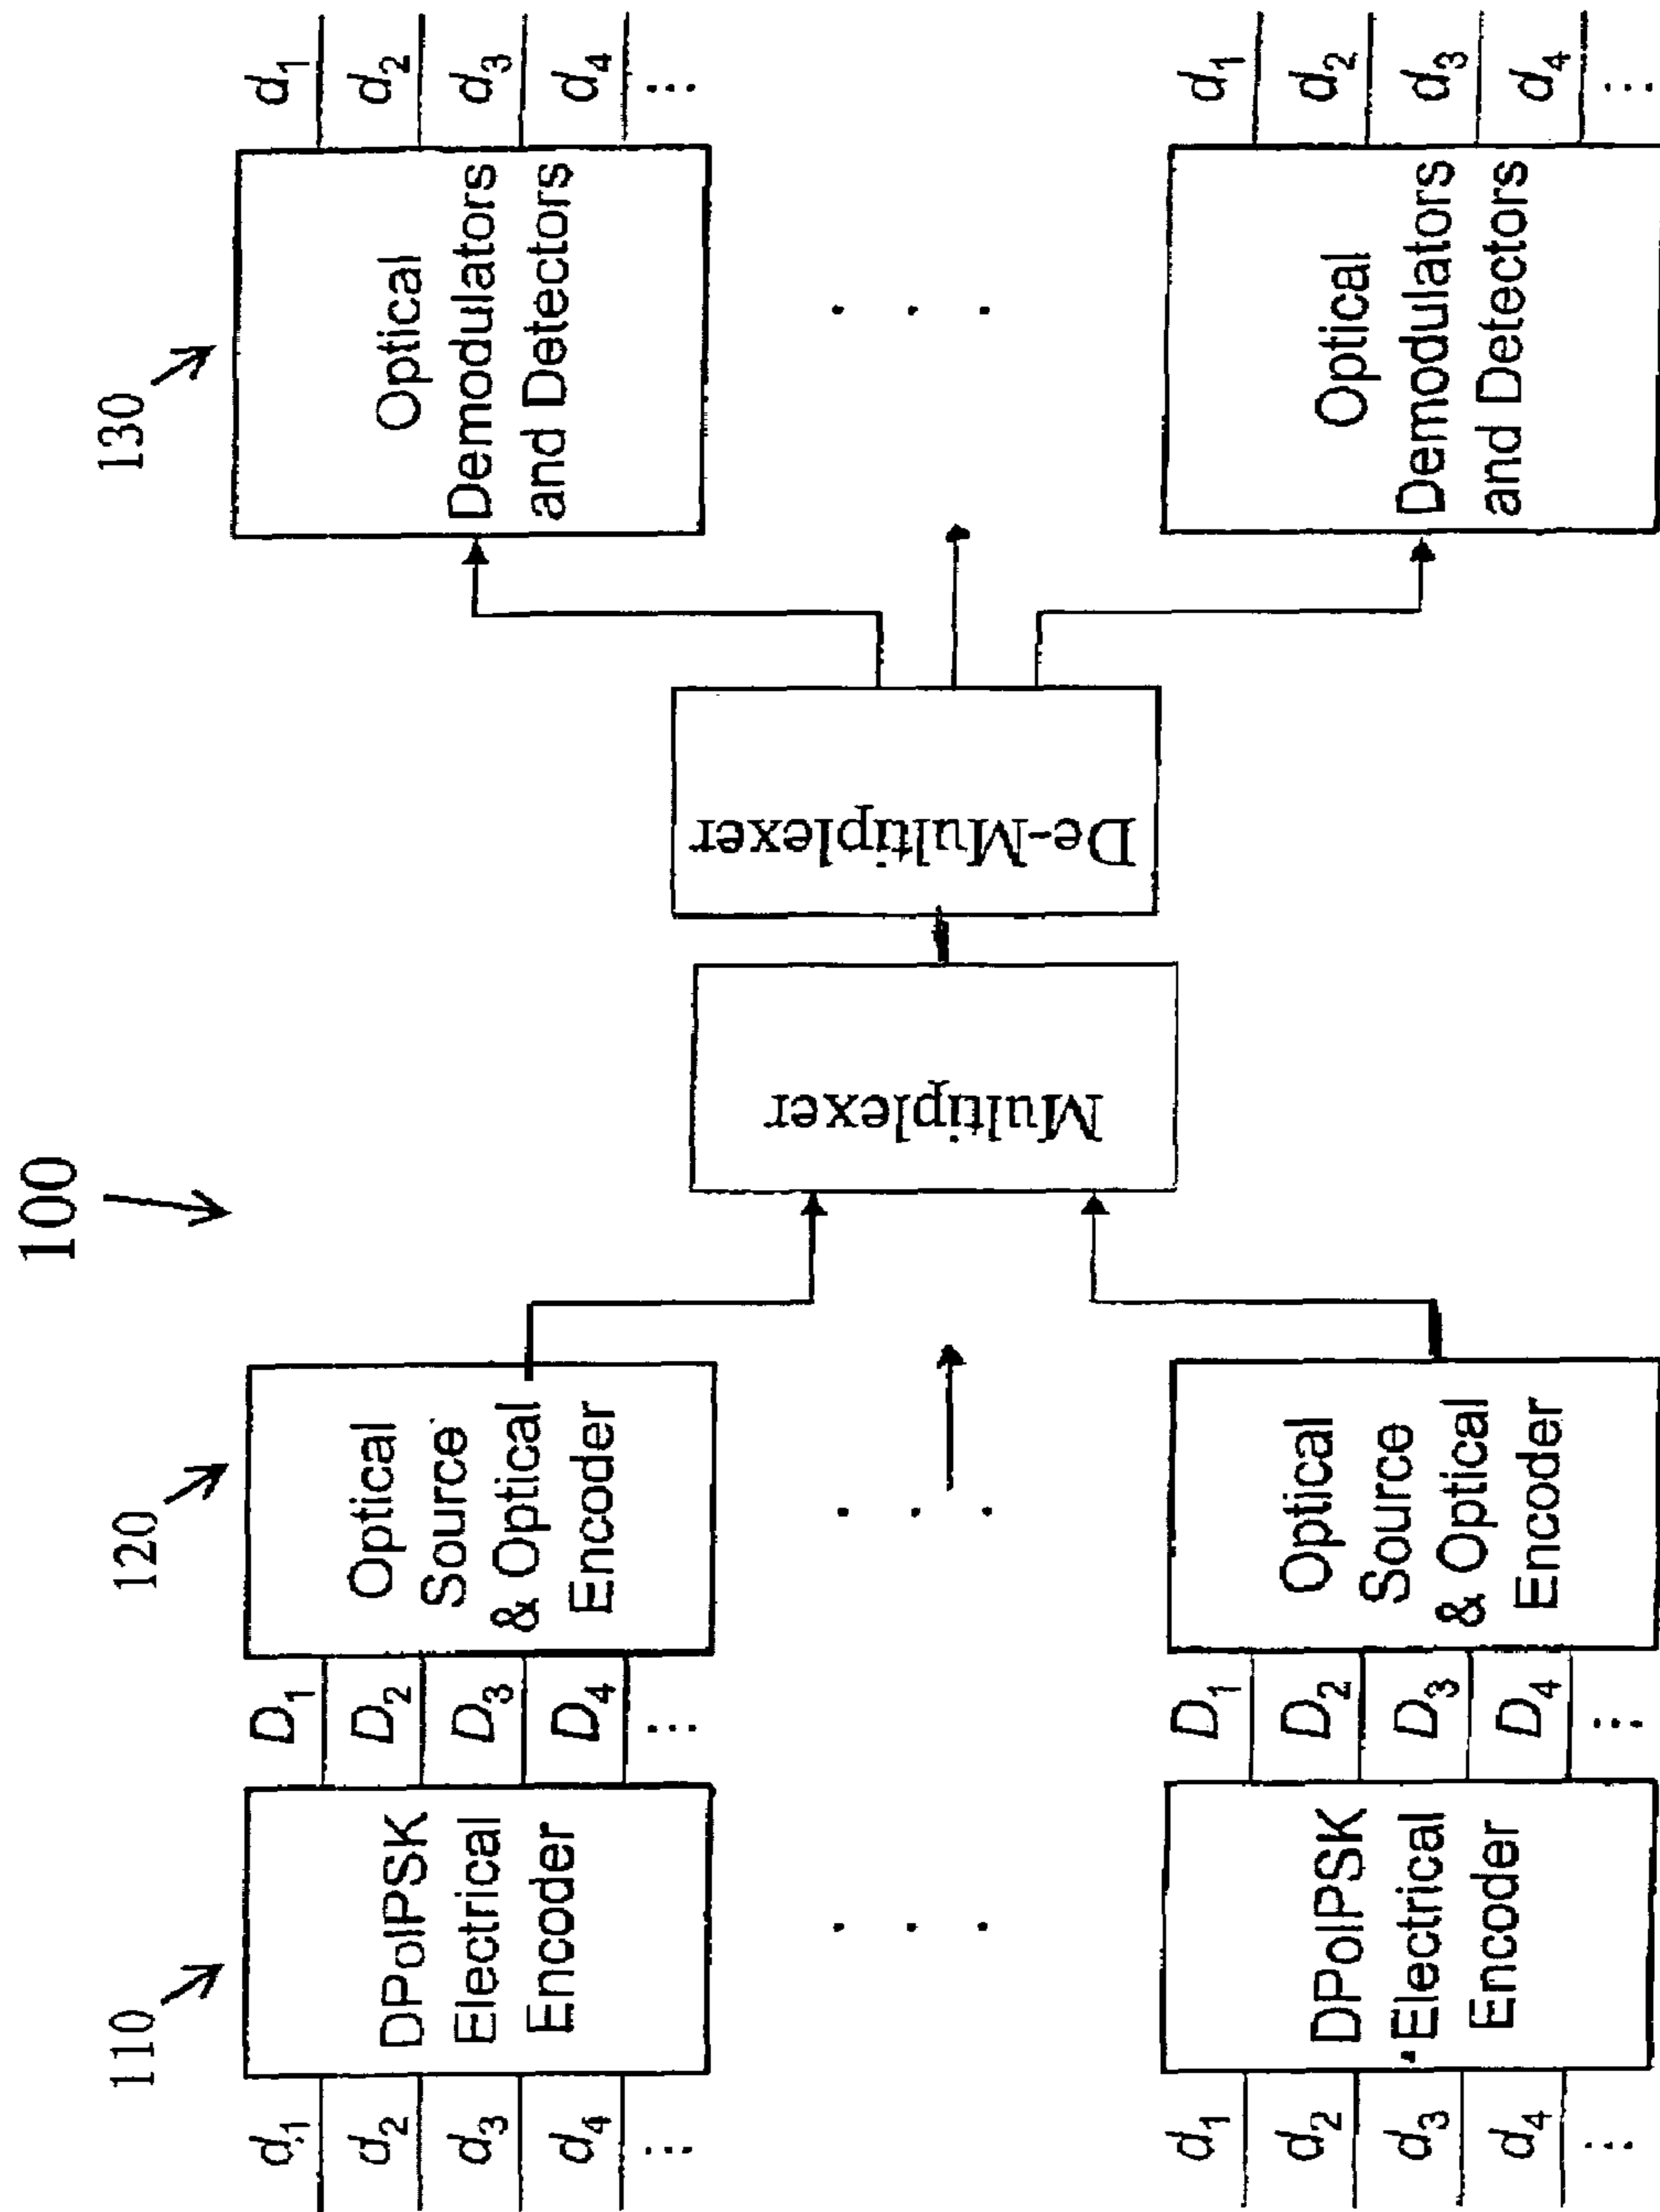 100
110
120
130
d1
d2
d3
d4
...
DPolPSK
Electrical
Encoder
D1
D2
D3
D4
...
Optical
Source
& Optical
Encoder
Multiplexer
De-Multiplexer
Optical
Demodulators
and Detectors
d1
d2
d3
d4
...
d1
d2
d3
d4
...
DPolPSK
Electrical
Encoder
D1
D2
D3
D4
...
Optical
Source
& Optical
Encoder
Optical
Demodulators
and Detectors
d1
d2
d3
d4
...